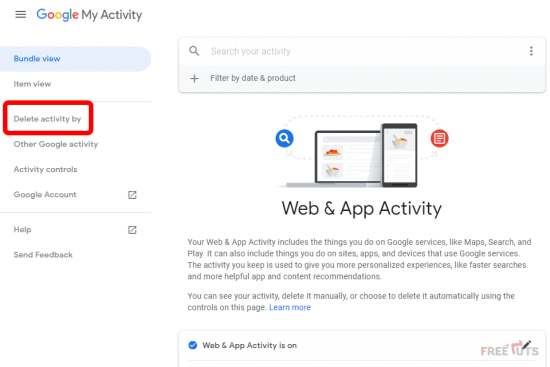 Google My Activity
Bundle view
Item view
Delete activity by
Other Google activity
Activity controls
Google Account
Help
Send Feedback
Search your activity
Filter by date & product
Web & App Activity
Your Web & App Activity includes the things you do on Google services, like Maps, Search, and
Play. It can also include things you do on sites, apps, and devices that use Google services.
The activity you keep is used to give you more personalized experiences, like faster searches
and more helpful app and content recommendations.
You can see your activity, delete it manually, or choose to delete it automatically using the
controls on this page. Learn more
Web & App Activity is on
FREETUTS